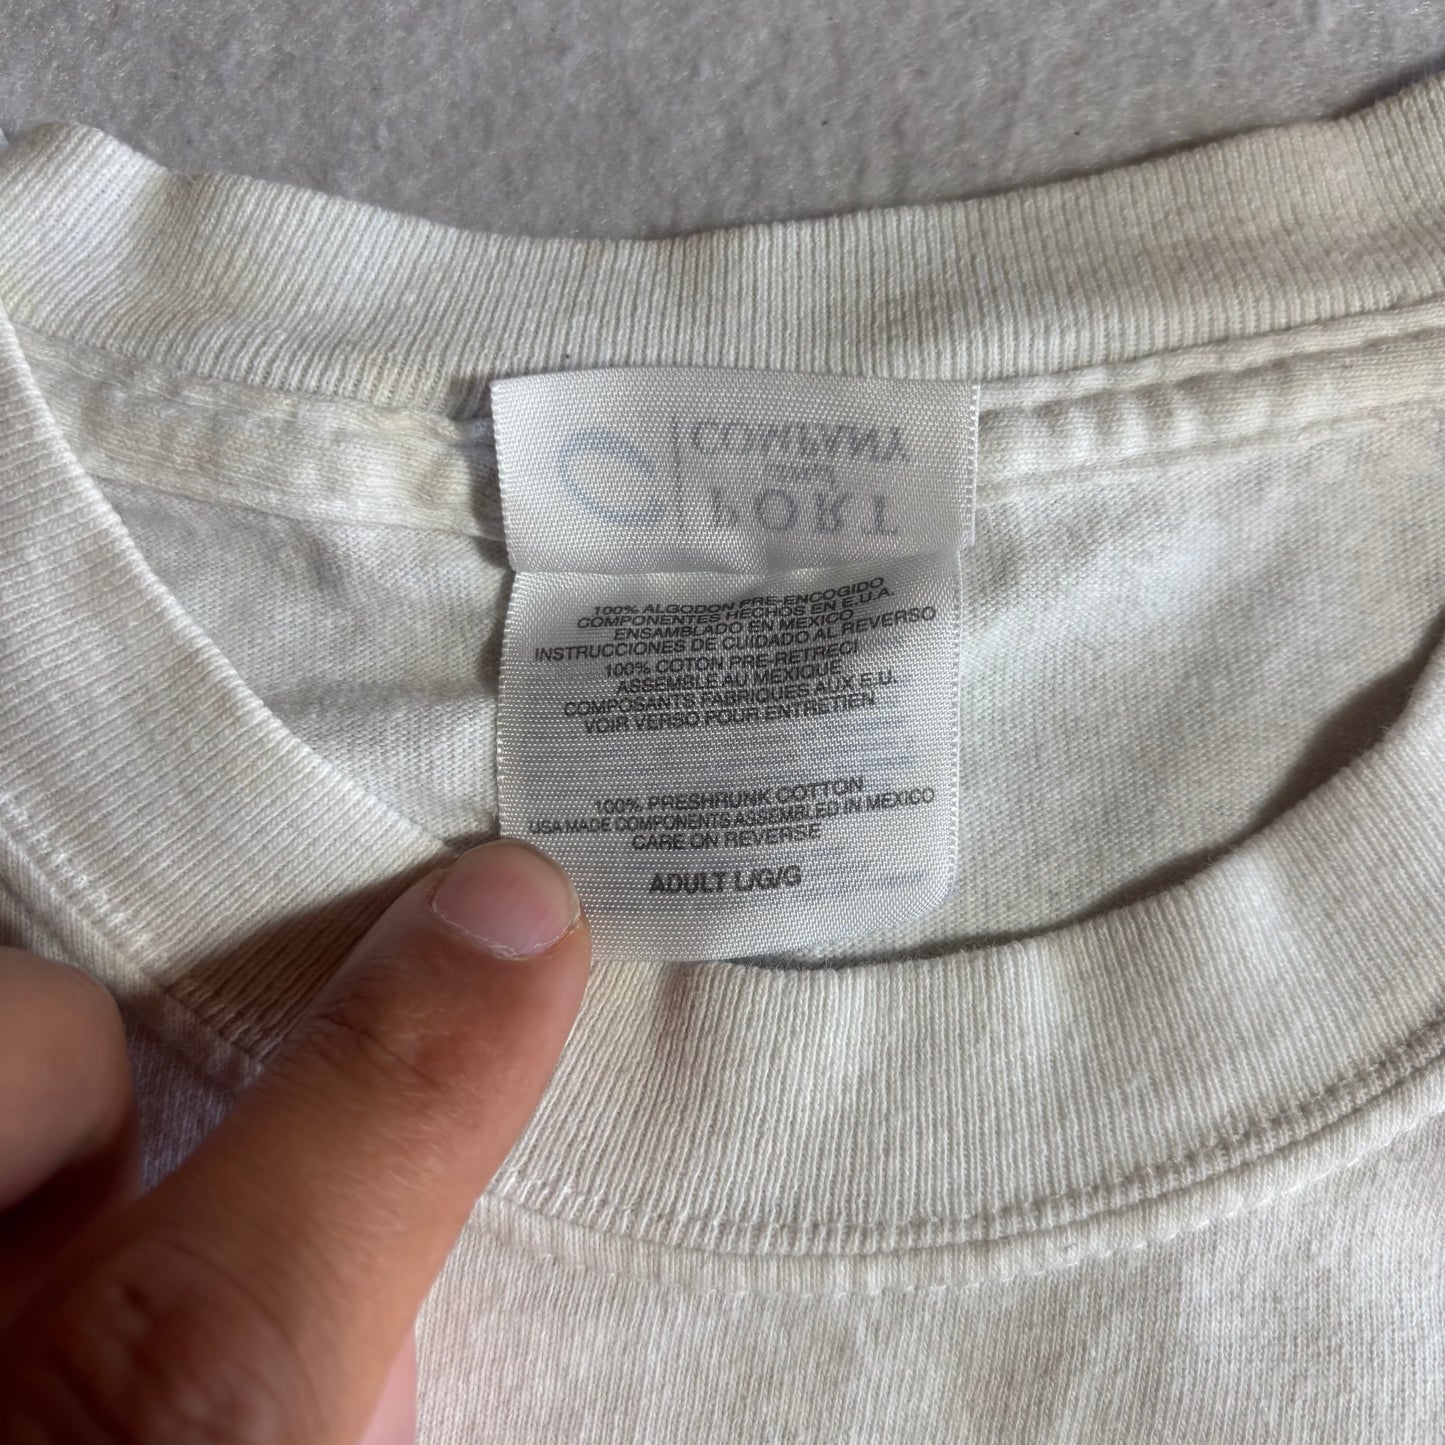 PORT
AND
COMPANY
100% ALGODON PRE-ENCOGIDO
COMPONENTES HECHOS EN E.U.A.
ENSAMBLADO EN MEXICO
INSTRUCCIONES DE CUIDADO AL REVERSO
100% COTON PRE-RETRECI
ASSEMBLE AU MEXIQUE
COMPOSANTS FABRIQUES AUX E.U.
VOIR VERSO POUR ENTRETIEN
100% PRESHRUNK COTTON
USA MADE COMPONENTS ASSEMBLED IN MEXICO
CARE ON REVERSE
ADULT L/G/G